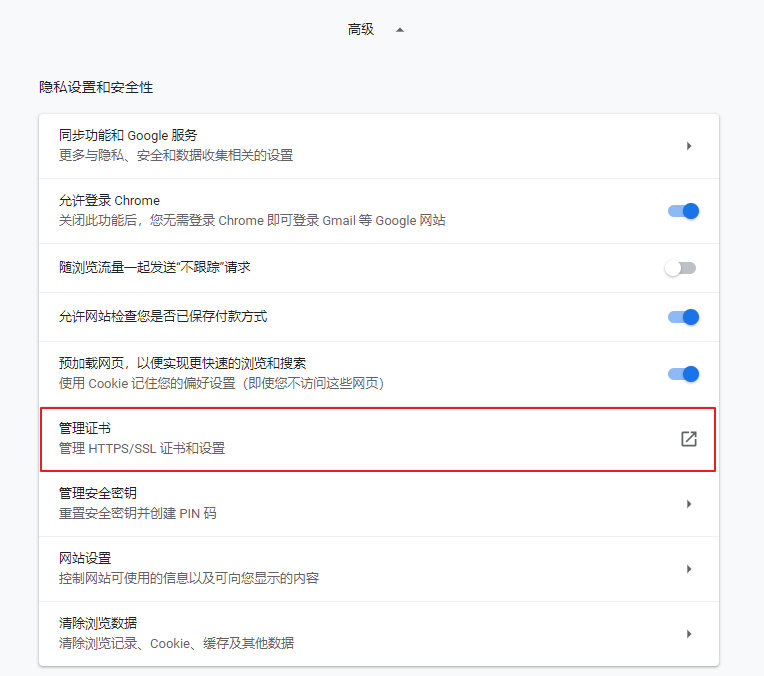 高级
隐私设置和安全性
同步功能和 Google 服务
更多与隐私、安全和数据收集相关的设置
允许登录 Chrome
关闭此功能后，您无需登录 Chrome 即可登录 Gmail 等 Google 网站
随浏览流量一起发送“不跟踪”请求
允许网站检查您是否已保存付款方式
预加载网页，以便实现更快速的浏览和搜索
使用 Cookie 记住您的偏好设置（即使您不访问这些网页）
管理证书
管理 HTTPS/SSL 证书和设置
管理安全密钥
重置安全密钥并创建 PIN 码
网站设置
控制网站可使用的信息以及可向您显示的内容
清除浏览数据
清除浏览记录、Cookie、缓存及其他数据